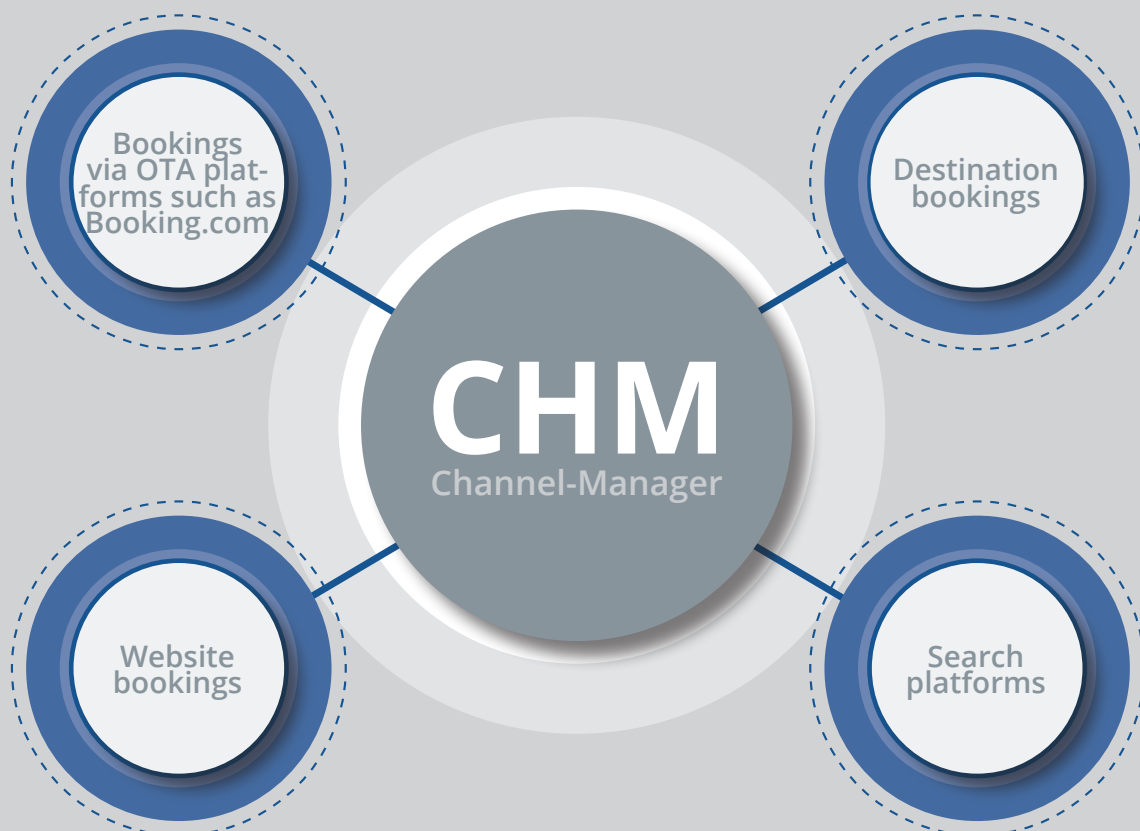 Bookings
via OTA plat-
forms such as
Booking.com
Destination
bookings
CHM
Channel-Manager
Website
bookings
Search
platforms